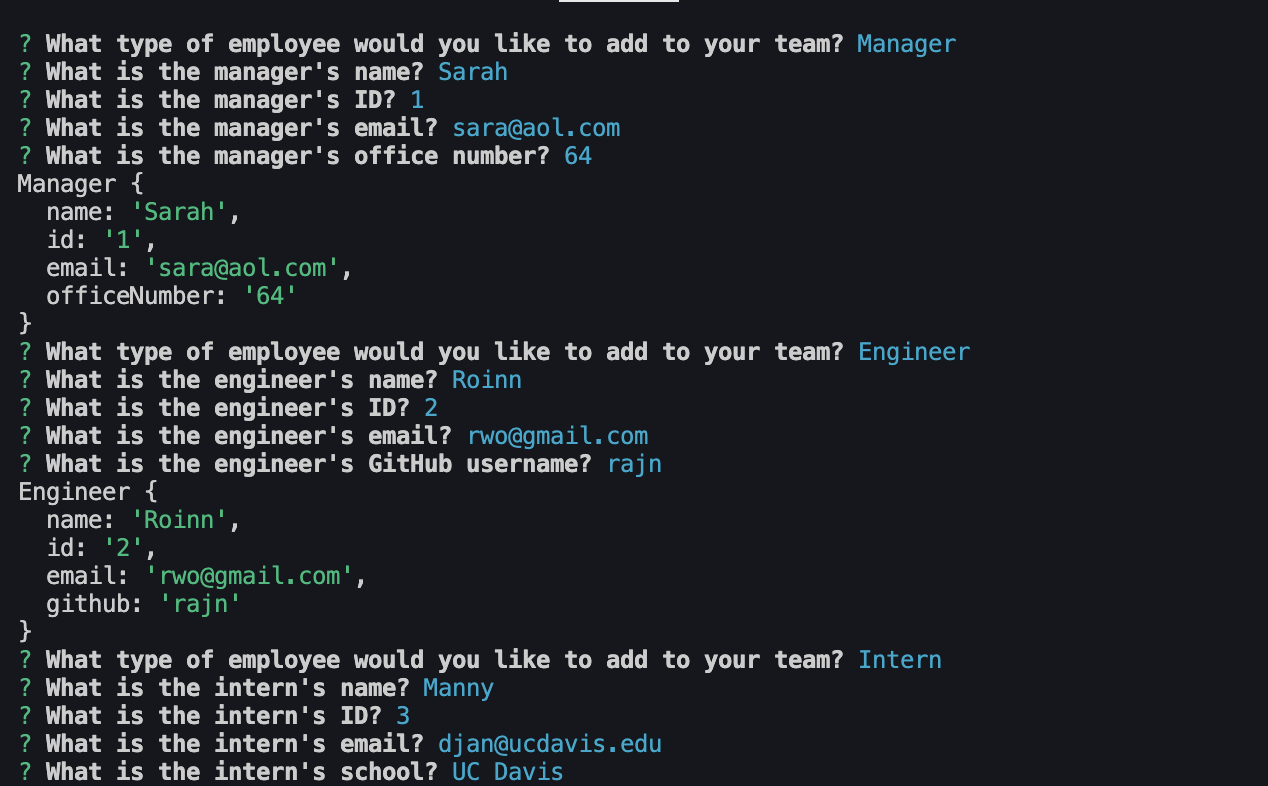 ? What type of employee would you like to add to your team? Manager
? What is the manager's name? Sarah
? What is the manager's ID? 1
? What is the manager's email? sara@aol.com
? What is the manager's office number? 64
Manager {
  name: 'Sarah',
  id: '1',
  email: 'sara@aol.com',
  officeNumber: '64'
}
? What type of employee would you like to add to your team? Engineer
? What is the engineer's name? Roinn
? What is the engineer's ID? 2
? What is the engineer's email? rwo@gmail.com
? What is the engineer's GitHub username? rajn
Engineer {
  name: 'Roinn',
  id: '2',
  email: 'rwo@gmail.com',
  github: 'rajn'
}
? What type of employee would you like to add to your team? Intern
? What is the intern's name? Manny
? What is the intern's ID? 3
? What is the intern's email? djan@ucdavis.edu
? What is the intern's school? UC Davis